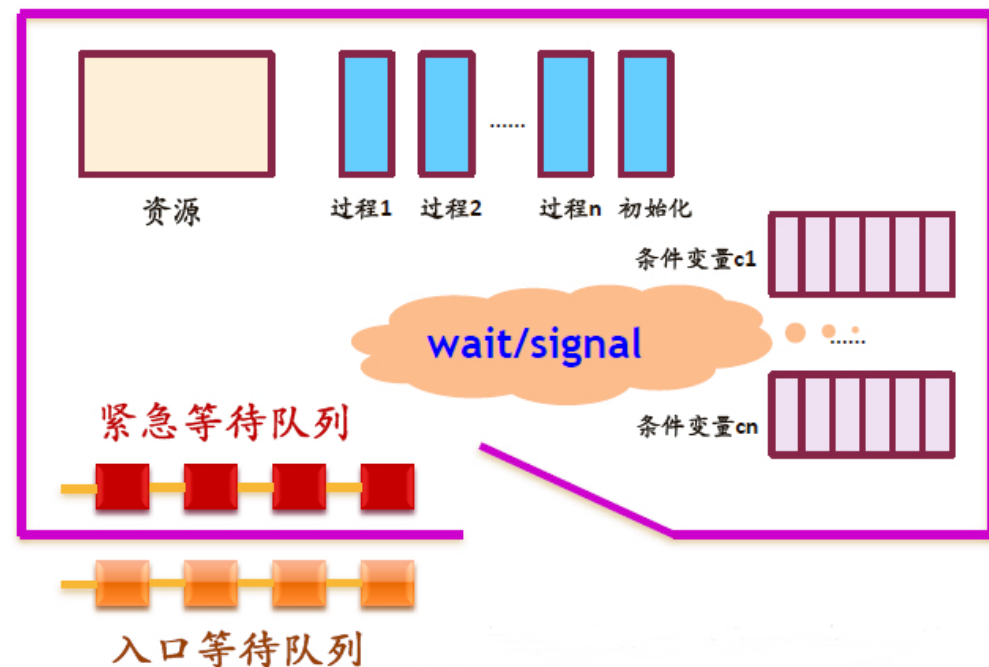 资源
过程1
过程2
......
过程n
初始化
条件变量c1
wait/signal
......
条件变量cn
紧急等待队列
入口等待队列